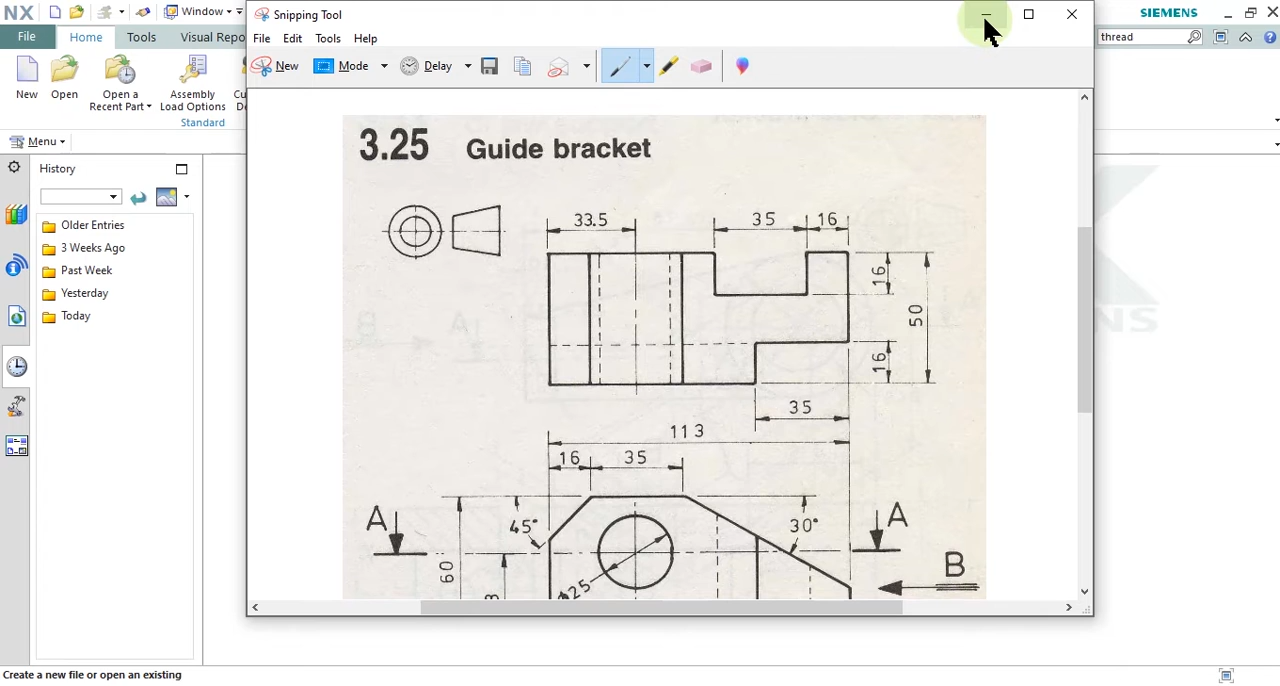 NX
Window
Snipping Tool
SIEMENS
File
Home
Tools
Visual Repo
File
Edit
Tools
Help
thread
New
Mode
Delay
New
Open
Open a
Recent Part
Assembly
Load Options
Standard
Menu
History
Older Entries
3 Weeks Ago
Past Week
Yesterday
Today
3.25 Guide bracket
33.5
35
16
16
50
16
35
113
16
35
A
45°
30°
A
60
B
Create a new file or open an existing